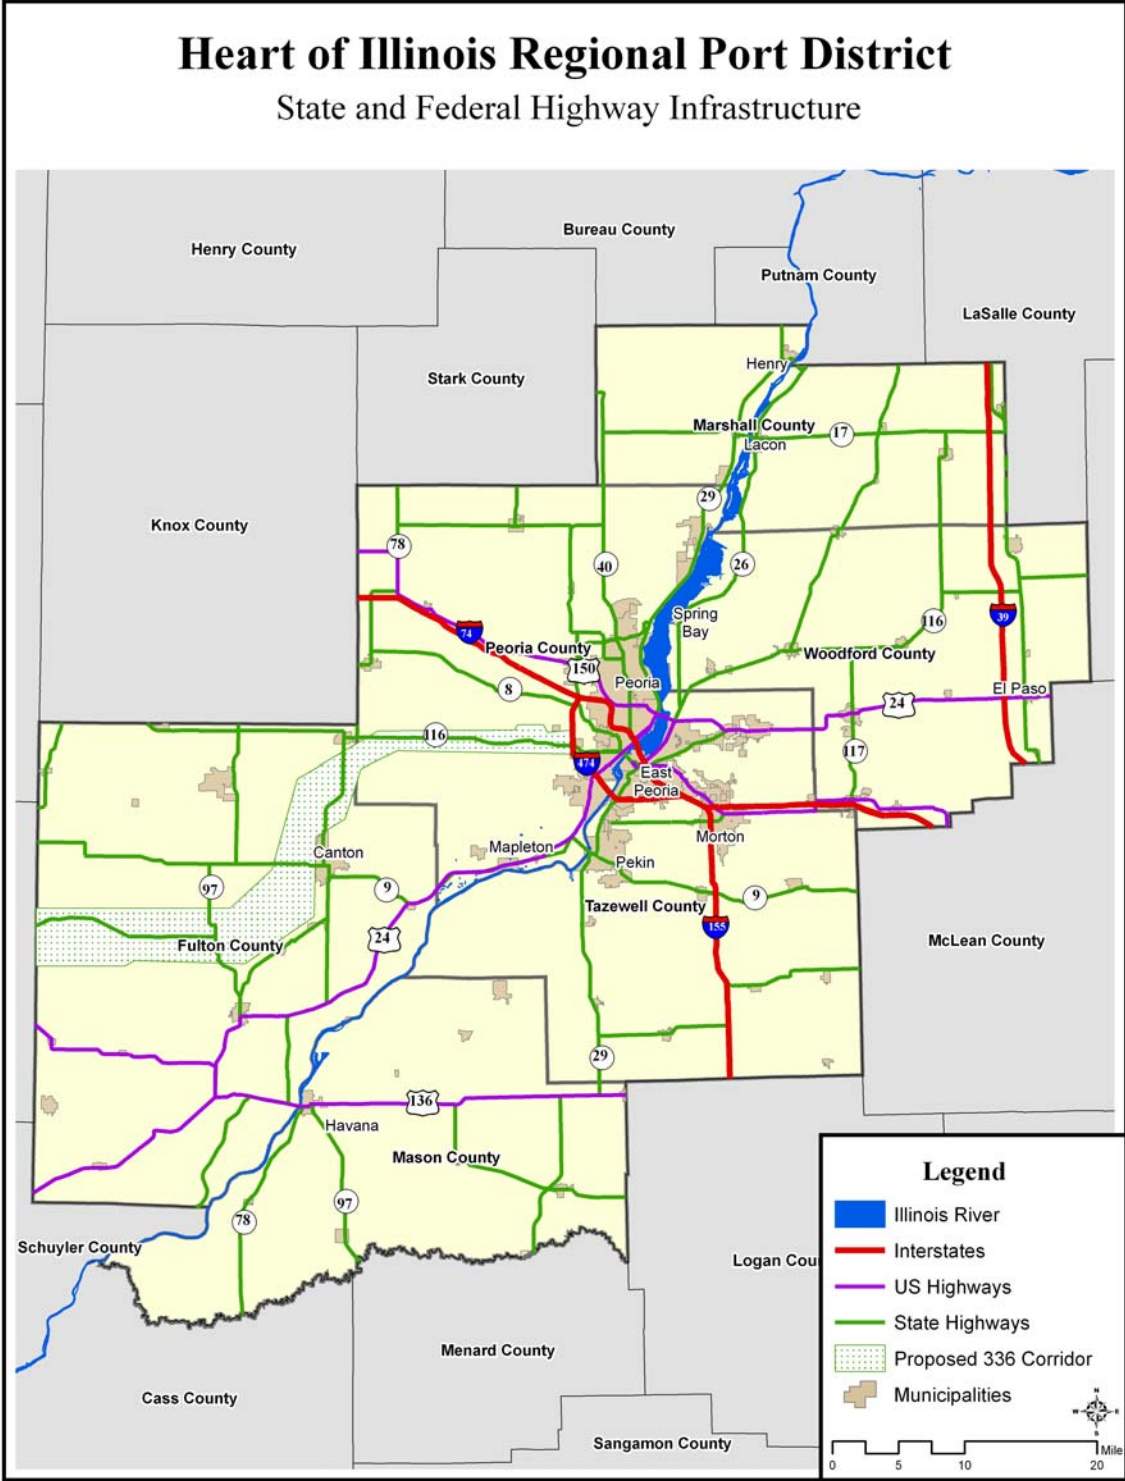 Heart of Illinois Regional Port District
State and Federal Highway Infrastructure
Bureau County
Henry County
Putnam County
LaSalle County
Henry
Stark County
Marshall County
17
Lacon
29
Knox County
78
40
26
Spring
Bay
116
39
74
Peoria County
Woodford County
150
Peoria
8
El Paso
24
116
117
474
East
Peoria
Morton
Mapleton
Canton
Pekin
97
9
9
Tazewell County
155
24
Fulton County
McLean County
29
136
Havana
Mason County
97
78
Schuyler County
Logan Cou
Menard County
Cass County
Sangamon County
Legend
Illinois River
Interstates
US Highways
State Highways
Proposed 336 Corridor
Municipalities
N
W E
S
Mile
0 5 10 20